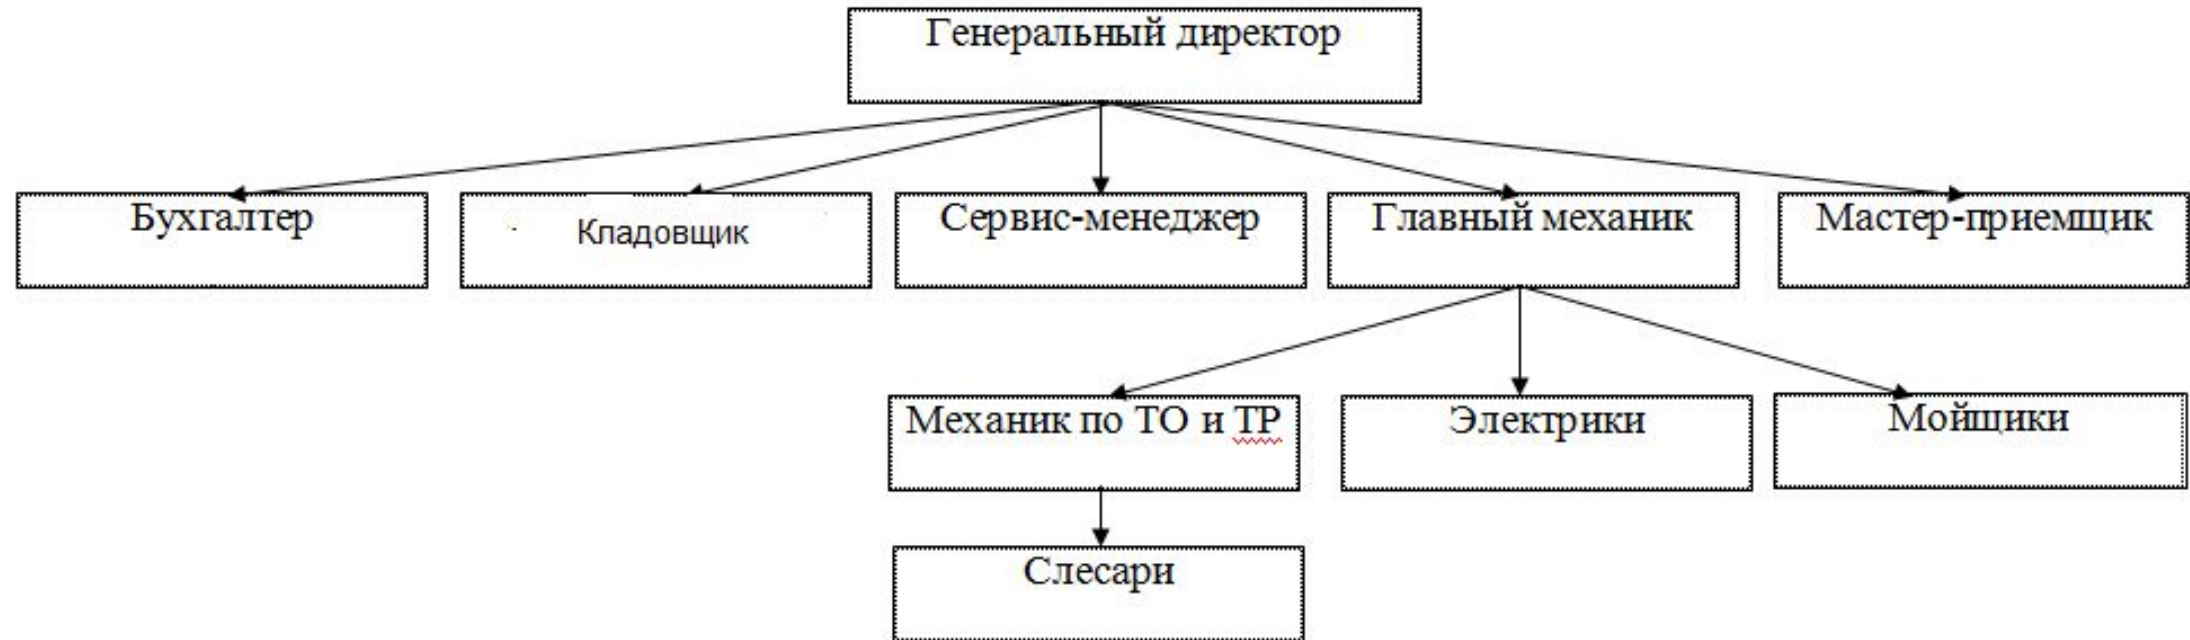 Генеральный директор
Бухгалтер
Кладовщик
Сервис-менеджер
Главный механик
Мастер-приемщик
Механик по ТО и ТР
Электрики
Мойщики
Слесари